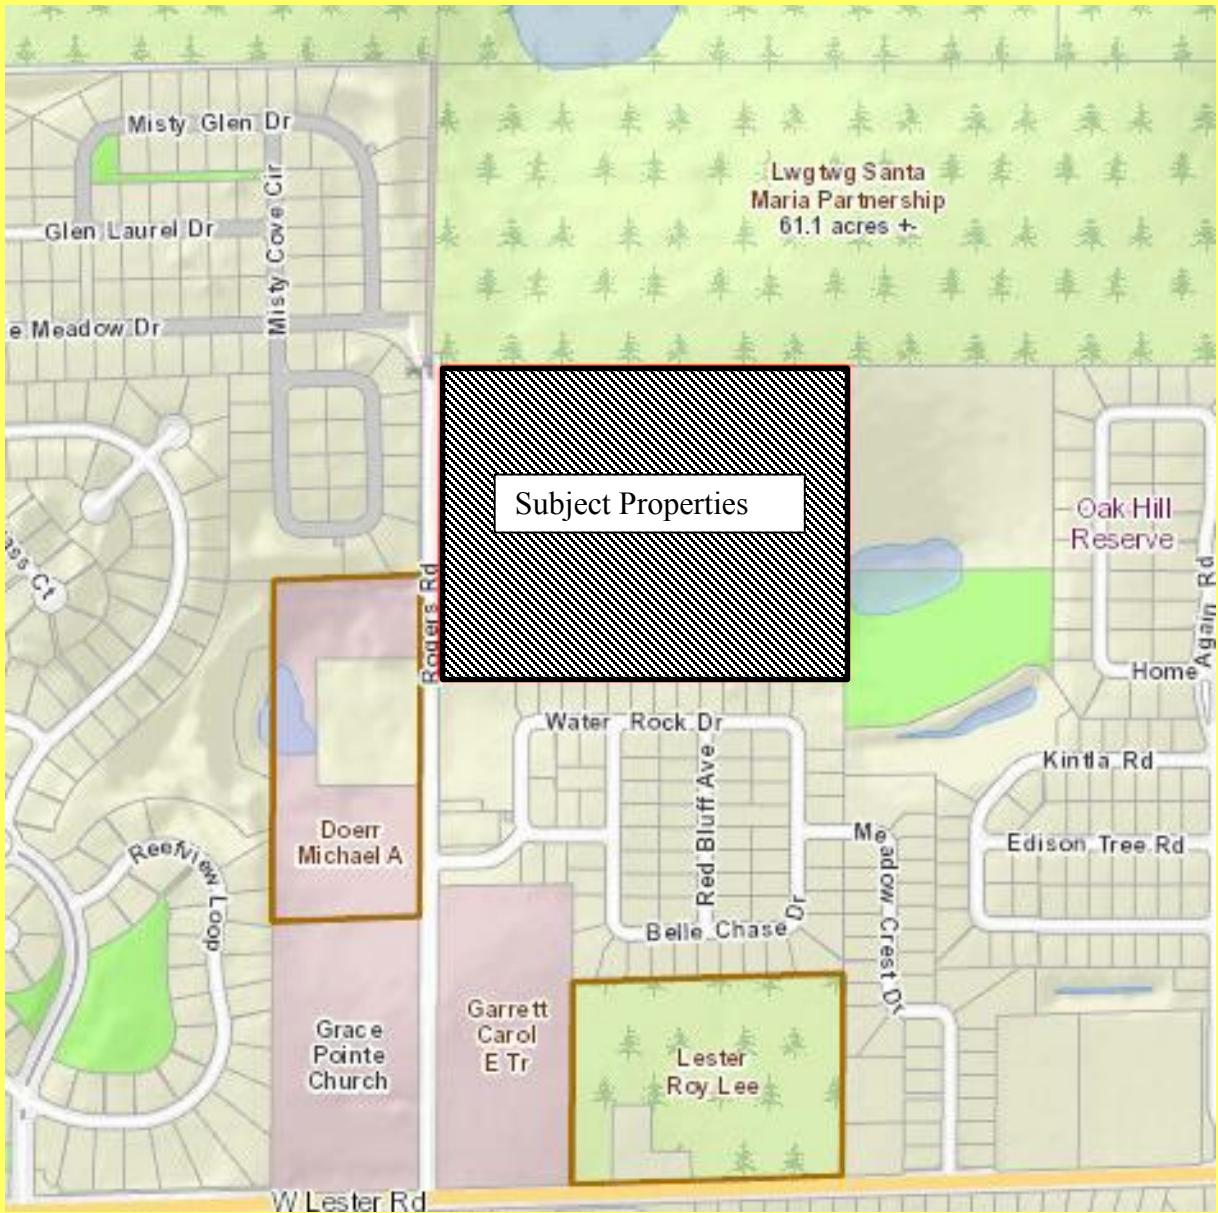 Misty Glen Dr
Lwgtwg Santa
Maria Partnership
61.1 acres +-
Misty Cove Cir
Glen Laurel Dr
e Meadow Dr
Subject Properties
Oak Hill
Reserve
ass Ct
Rogers Rd
Again Rd
Home
Water Rock Dr
Kintla Rd
Red Bluff Ave
Doerr
Michael A
Reefview Loop
Meadow Crest Dr
Edison Tree Rd
Belle Chase Dr
Garrett
Carol
E Tr
Grace
Pointe
Church
Lester
Roy Lee
W Lester Rd